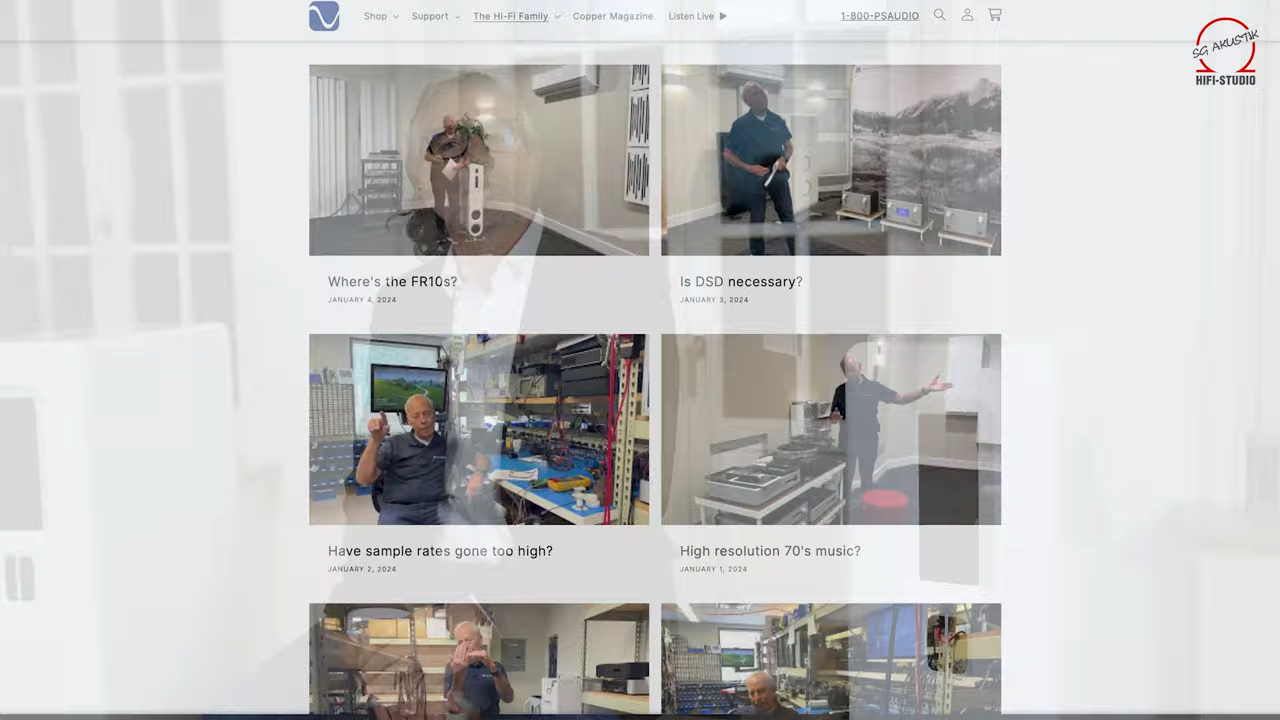 Shop Support The Hi-Fi Family Copper Magazine Listen Live 1-800-PSAUDIO
SG AKUSTIK
HIFI-STUDIO
Where's the FR10s?
JANUARY 4, 2024
Is DSD necessary?
JANUARY 3, 2024
Have sample rates gone too high?
JANUARY 2, 2024
High resolution 70's music?
JANUARY 1, 2024